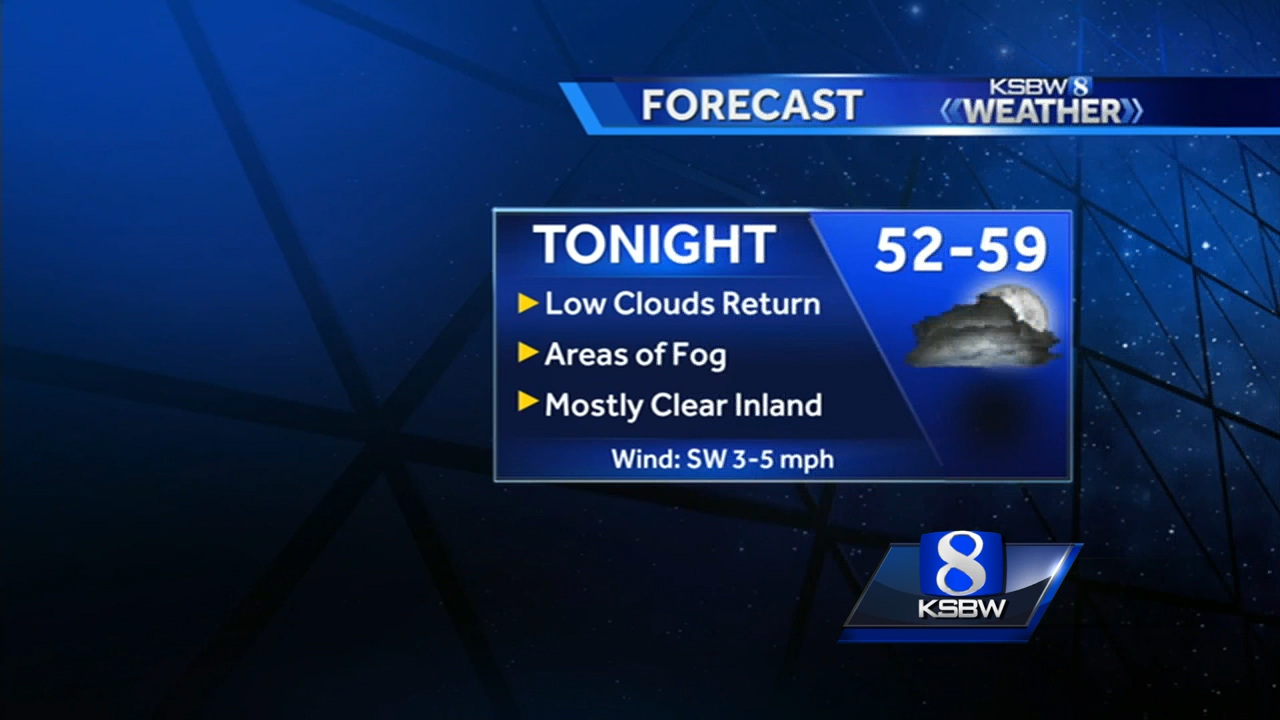 FORECAST
KSBW 8
WEATHER
TONIGHT
52-59
Low Clouds Return
Areas of Fog
Mostly Clear Inland
Wind: SW 3-5 mph
8
KSBW